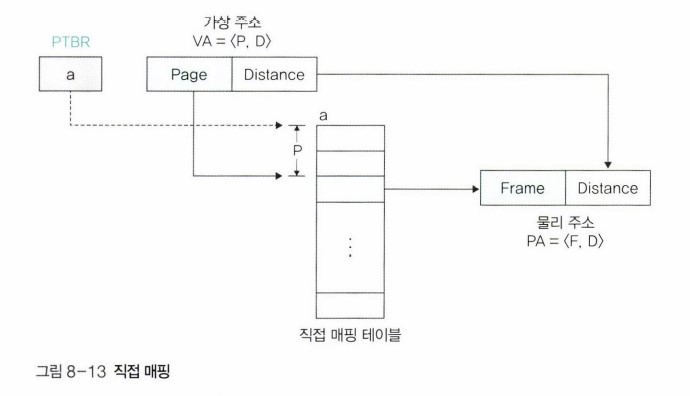 가상 주소
PTBR
VA = ⟨P, D⟩
a
Page
Distance
a
P
Frame
Distance
물리 주소
PA = ⟨F, D⟩
직접 매핑 테이블
그림 8-13 직접 매핑